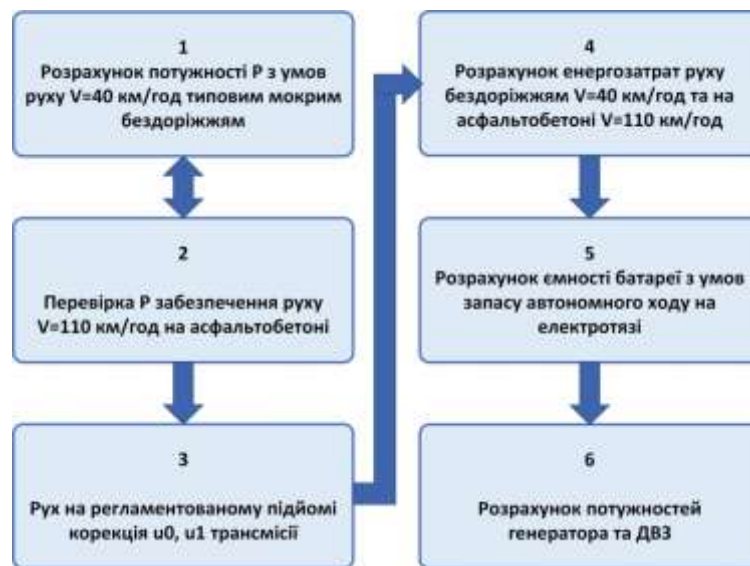 1
Розрахунок потужності P з умов
руху V=40 км/год типовим мокрим
бездоріжжям
2
Перевірка P забезпечення руху
V=110 км/год на асфальтобетоні
3
Рух на регламентованому підйомі
корекція u0, u1 трансмісії
4
Розрахунок енергозатрат руху
бездоріжжям V=40 км/год та на
асфальтобетоні V=110 км/год
5
Розрахунок ємності батареї з умов
запасу автономного ходу на
електротязі
6
Розрахунок потужностей
генератора та ДВЗ